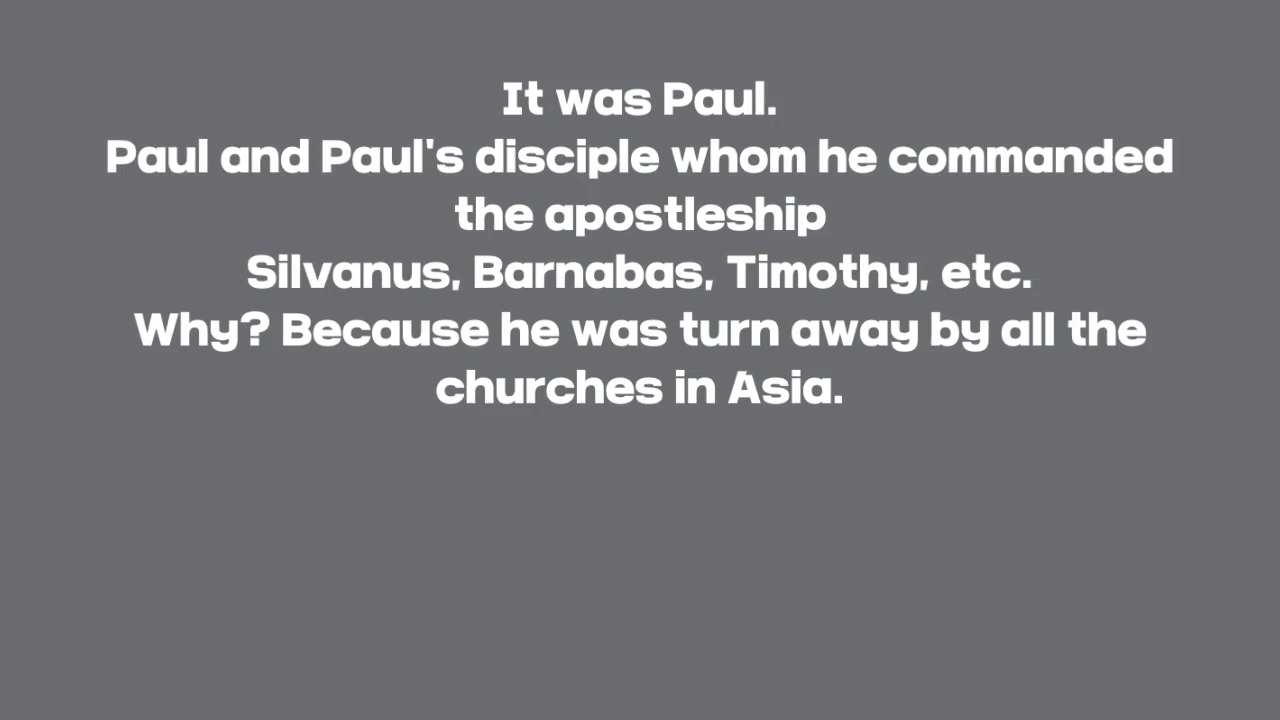 It was Paul.
Paul and Paul's disciple whom he commanded
the apostleship
Silvanus, Barnabas, Timothy, etc.
Why? Because he was turn away by all the
churches in Asia.